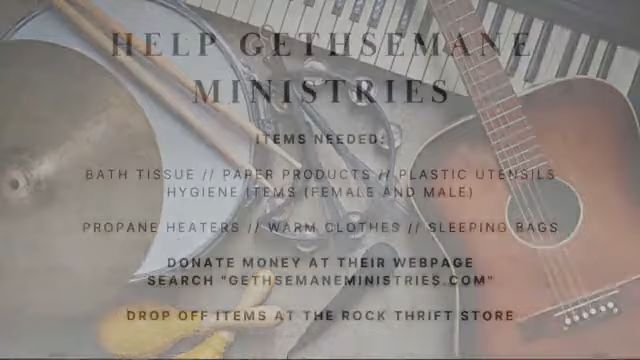 HELP GETHSEMANE
MINISTRIES
ITEMS NEEDED:
BATH TISSUE // PAPER PRODUCTS // PLASTIC UTENSILS
HYGIENE ITEMS (FEMALE AND MALE)
PROPANE HEATERS // WARM CLOTHES // SLEEPING BAGS
DONATE MONEY AT THEIR WEBPAGE
SEARCH "GETHSEMANEMINISTRIES.COM"
DROP OFF ITEMS AT THE ROCK THRIFT STORE